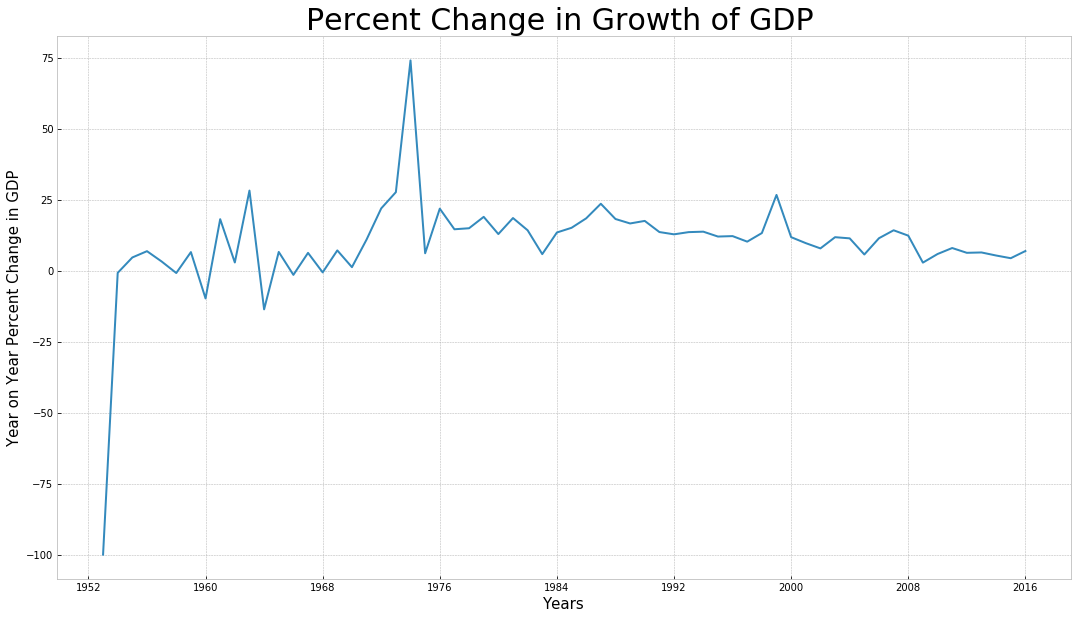 Percent Change in Growth of GDP
Year on Year Percent Change in GDP
75
50
25
0
−25
−50
−75
−100
1952 1960 1968 1976 1984 1992 2000 2008 2016
Years